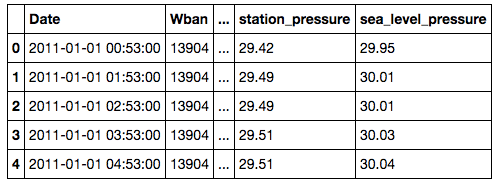 Date Wban ... station_pressure sea_level_pressure
0 2011-01-01 00:53:00 13904 ... 29.42 29.95
1 2011-01-01 01:53:00 13904 ... 29.49 30.01
2 2011-01-01 02:53:00 13904 ... 29.49 30.01
3 2011-01-01 03:53:00 13904 ... 29.51 30.03
4 2011-01-01 04:53:00 13904 ... 29.51 30.04